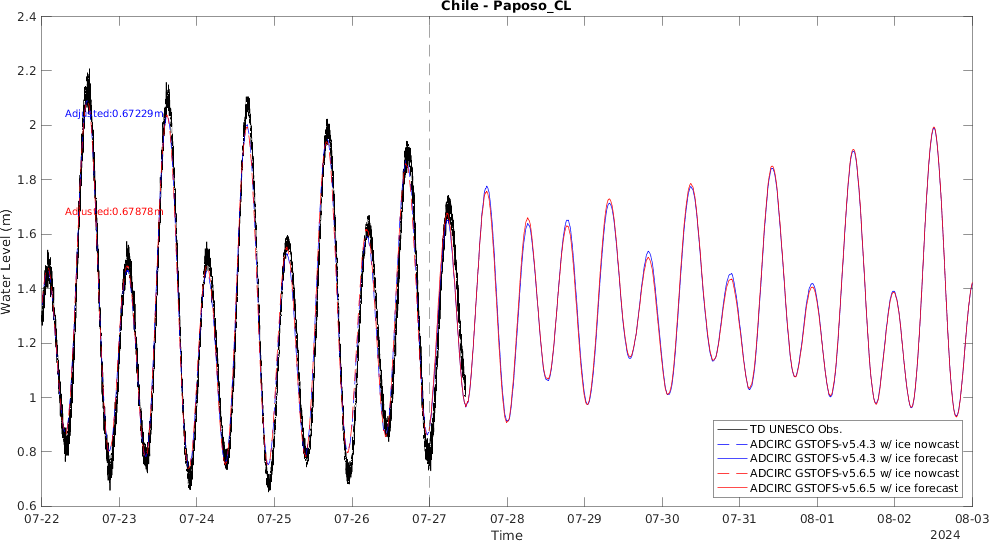 Chile - Paposo_CL
2.4
2.2
2
1.8
1.6
1.4
1.2
1
0.8
0.6
Water Level (m)
Adjusted:0.67229m
Adjusted:0.67878m
TD UNESCO Obs.
ADCIRC GSTOFS-v5.4.3 w/ ice nowcast
ADCIRC GSTOFS-v5.4.3 w/ ice forecast
ADCIRC GSTOFS-v5.6.5 w/ ice nowcast
ADCIRC GSTOFS-v5.6.5 w/ ice forecast
07-22 07-23 07-24 07-25 07-26 07-27 07-28 07-29 07-30 07-31 08-01 08-02 08-03
Time
2024